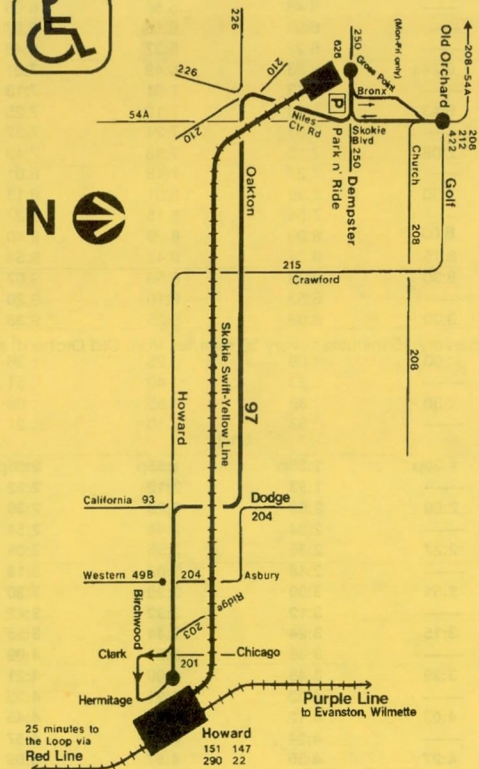 226
250
(Mon-Fri only)
Old Orchard
208-54A
626
Gross Point
226
210
Bronx
208
212
422
P
54A
Niles
Ctr Rd
Skokie
Blvd
210
Park n' Ride
250
Dempster
Church
Golf
Oakton
N
208
215
Crawford
Skokie Swift-Yellow Line
208
Howard
97
California 93
Dodge
204
Western 49B
204
Asbury
Birchwood
Ridge
203
Clark
Chicago
201
Hermitage
Purple Line
to Evanston, Wilmette
25 minutes to
the Loop via
Red Line
Howard
151 147
290 22